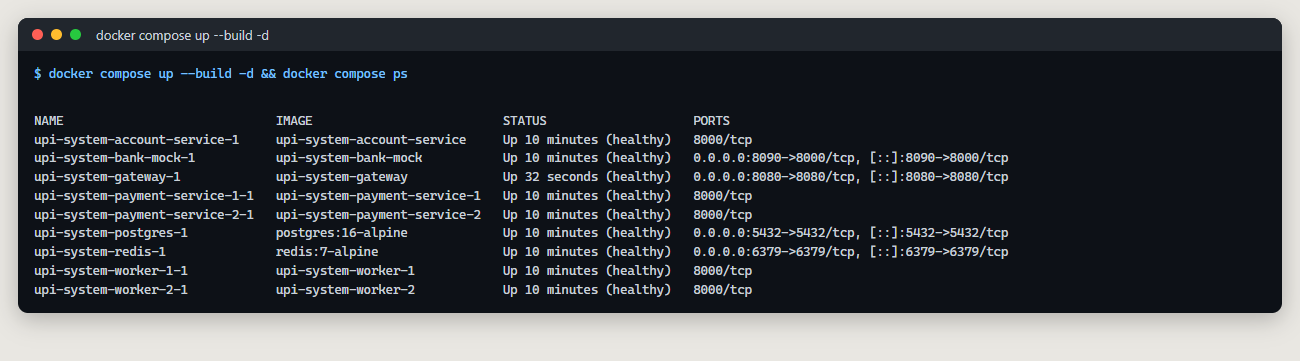 docker compose up --build -d
$ docker compose up --build -d && docker compose ps
NAME IMAGE STATUS PORTS
upi-system-account-service-1 upi-system-account-service Up 10 minutes (healthy) 8000/tcp
upi-system-bank-mock-1 upi-system-bank-mock Up 10 minutes (healthy) 0.0.0.0:8090->8000/tcp, [::]:8090->8000/tcp
upi-system-gateway-1 upi-system-gateway Up 32 seconds (healthy) 0.0.0.0:8080->8080/tcp, [::]:8080->8080/tcp
upi-system-payment-service-1-1 upi-system-payment-service-1 Up 10 minutes (healthy) 8000/tcp
upi-system-payment-service-2-1 upi-system-payment-service-2 Up 10 minutes (healthy) 8000/tcp
upi-system-postgres-1 postgres:16-alpine Up 10 minutes (healthy) 0.0.0.0:5432->5432/tcp, [::]:5432->5432/tcp
upi-system-redis-1 redis:7-alpine Up 10 minutes (healthy) 0.0.0.0:6379->6379/tcp, [::]:6379->6379/tcp
upi-system-worker-1-1 upi-system-worker-1 Up 10 minutes (healthy) 8000/tcp
upi-system-worker-2-1 upi-system-worker-2 Up 10 minutes (healthy) 8000/tcp